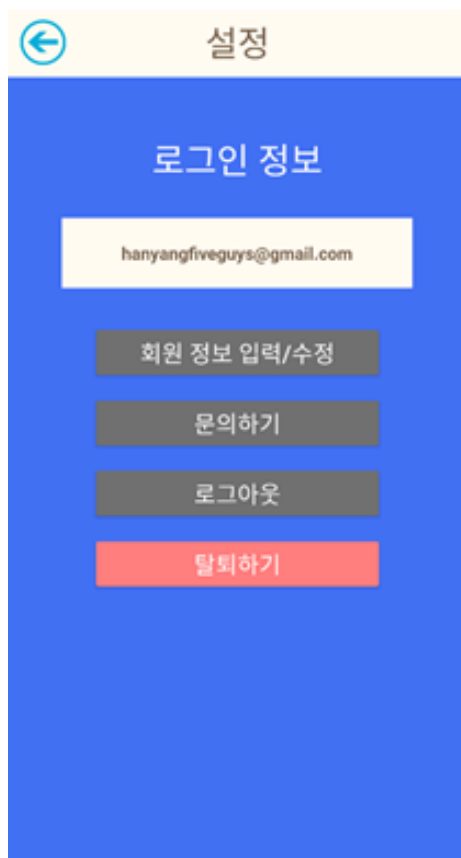 설정
로그인 정보
hanyangfiveguys@gmail.com
회원 정보 입력/수정
문의하기
로그아웃
탈퇴하기